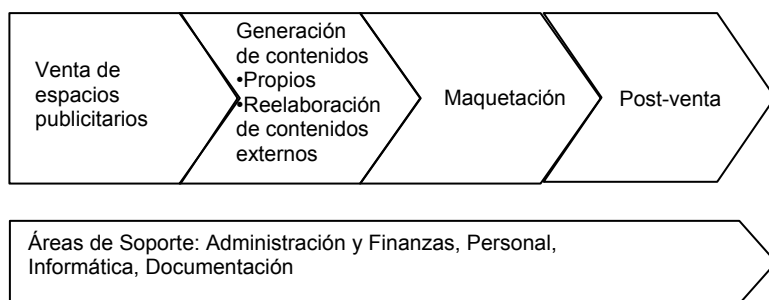 Venta de
espacios
publicitarios
Generación
de contenidos
•Propios
•Reelaboración
de contenidos
externos
Maquetación
Post-venta
Áreas de Soporte: Administración y Finanzas, Personal,
Informática, Documentación